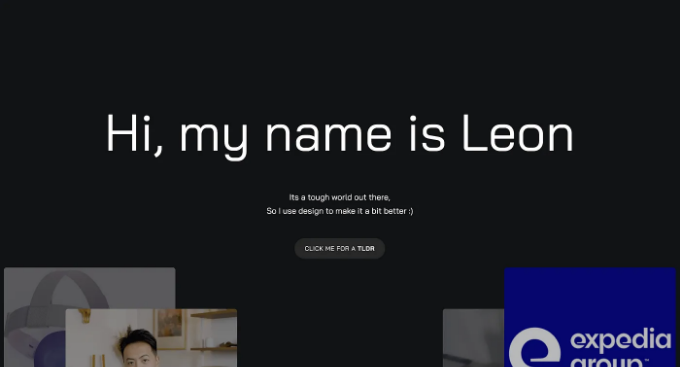 Hi, my name is Leon
Its a tough world out there,
So I use design to make it a bit better :)
CLICK ME FOR A TLDR
expedia
group™